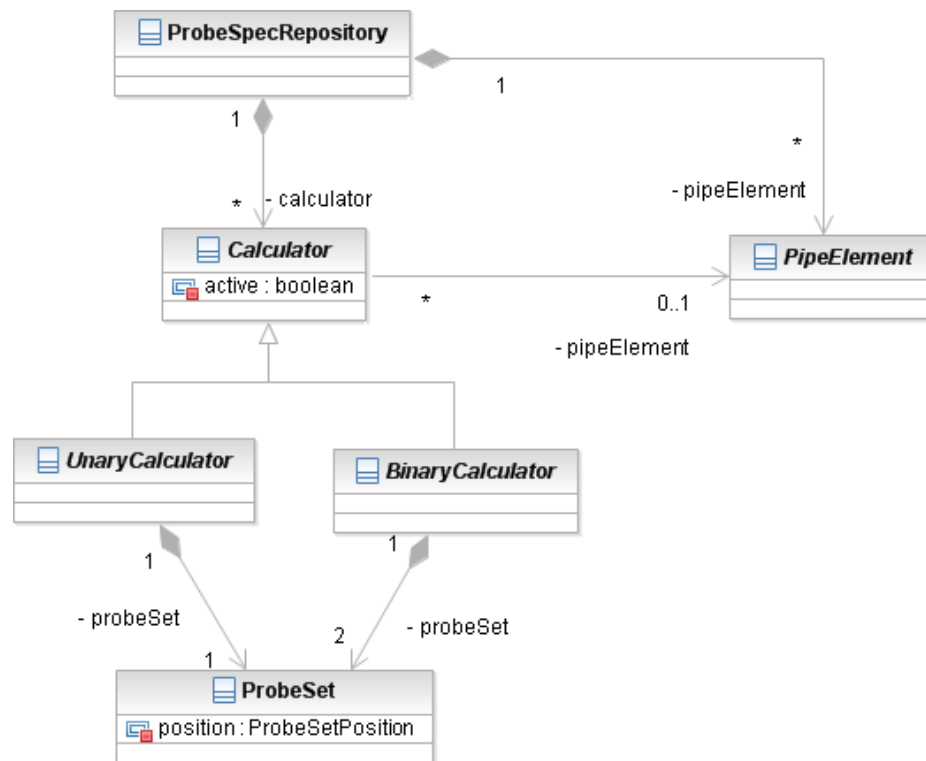 ProbeSpecRepository
1
1
*
- calculator
*
- pipeElement
Calculator
active : boolean
PipeElement
*
0..1
- pipeElement
UnaryCalculator
BinaryCalculator
1
1
- probeSet
- probeSet
2
1
ProbeSet
position : ProbeSetPosition